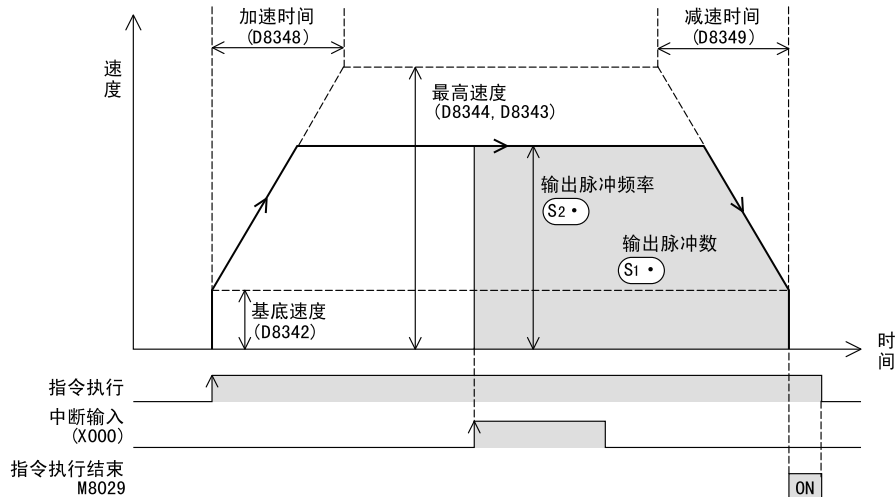 加速时间
(D8348)
减速时间
(D8349)
速度
最高速度
(D8344, D8343)
输出脉冲频率
S2・
输出脉冲数
S1・
基底速度
(D8342)
时间
指令执行
中断输入
(X000)
指令执行结束
M8029
ON